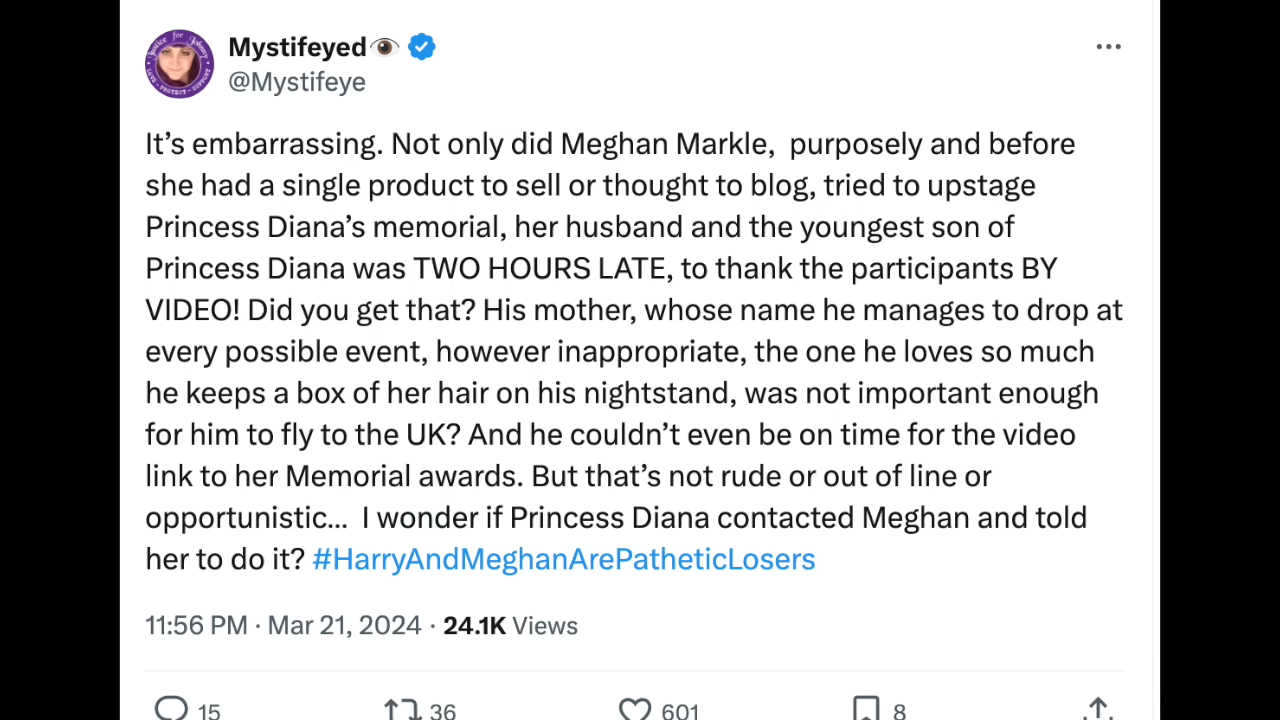 Mystifeyed👁
@Mystifeye
It’s embarrassing. Not only did Meghan Markle,  purposely and before
she had a single product to sell or thought to blog, tried to upstage
Princess Diana’s memorial, her husband and the youngest son of
Princess Diana was TWO HOURS LATE, to thank the participants BY
VIDEO! Did you get that? His mother, whose name he manages to drop at
every possible event, however inappropriate, the one he loves so much
he keeps a box of her hair on his nightstand, was not important enough
for him to fly to the UK? And he couldn’t even be on time for the video
link to her Memorial awards. But that’s not rude or out of line or
opportunistic...  I wonder if Princess Diana contacted Meghan and told
her to do it? #HarryAndMeghanArePatheticLosers
11:56 PM · Mar 21, 2024 · 24.1K Views
15 36 601 8